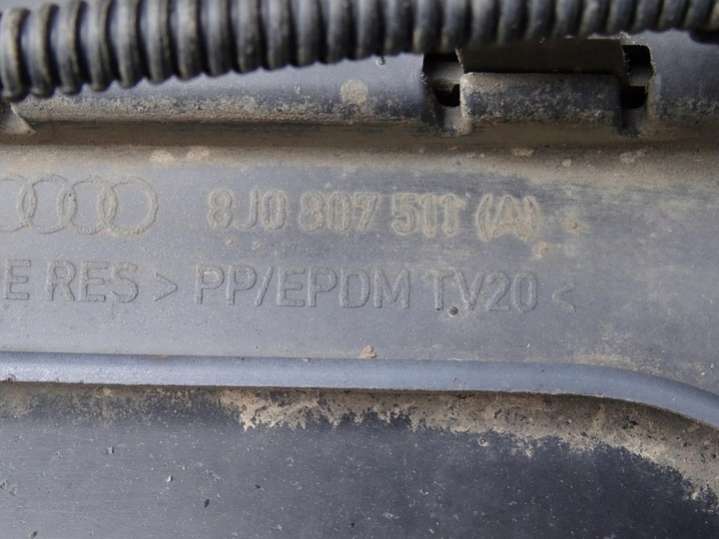 8J0 807 511 (A)
E RES > PP/EPDM TV20 <